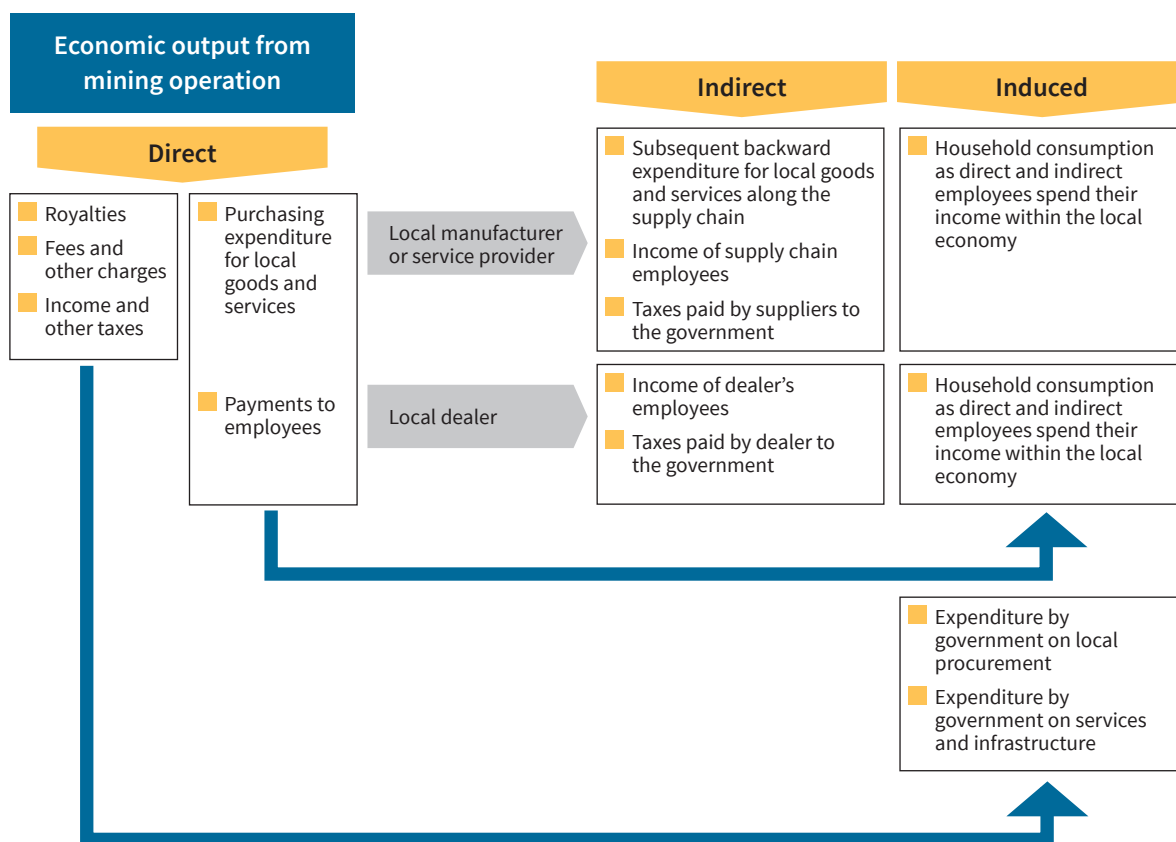 Economic output from
mining operation
Direct
Indirect
Induced
Royalties
Fees and
other charges
Income and
other taxes
Purchasing
expenditure
for local
goods and
services
Payments to
employees
Local manufacturer
or service provider
Local dealer
Subsequent backward
expenditure for local goods
and services along the
supply chain
Income of supply chain
employees
Taxes paid by suppliers to
the government
Income of dealer’s
employees
Taxes paid by dealer to
the government
Household consumption
as direct and indirect
employees spend their
income within the local
economy
Household consumption
as direct and indirect
employees spend their
income within the local
economy
Expenditure by
government on local
procurement
Expenditure by
government on services
and infrastructure